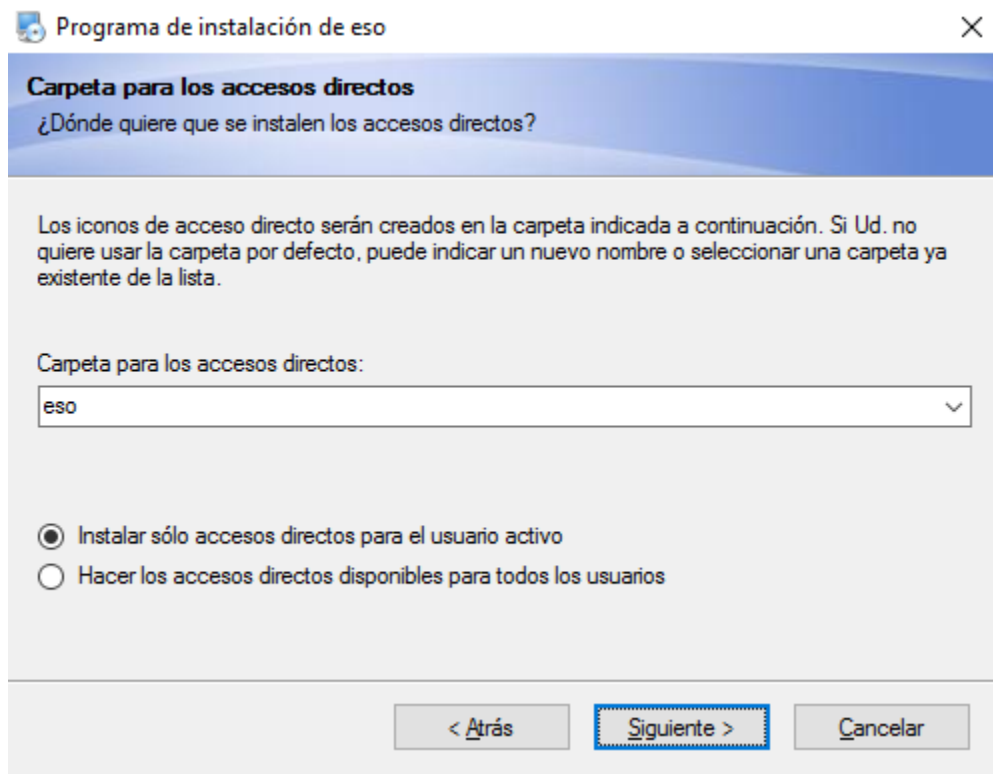 Programa de instalación de eso
Carpeta para los accesos directos
¿Dónde quiere que se instalen los accesos directos?
Los iconos de acceso directo serán creados en la carpeta indicada a continuación. Si Ud. no
quiere usar la carpeta por defecto, puede indicar un nuevo nombre o seleccionar una carpeta ya
existente de la lista.
Carpeta para los accesos directos:
eso
Instalar sólo accesos directos para el usuario activo
Hacer los accesos directos disponibles para todos los usuarios
< Atrás
Siguiente >
Cancelar